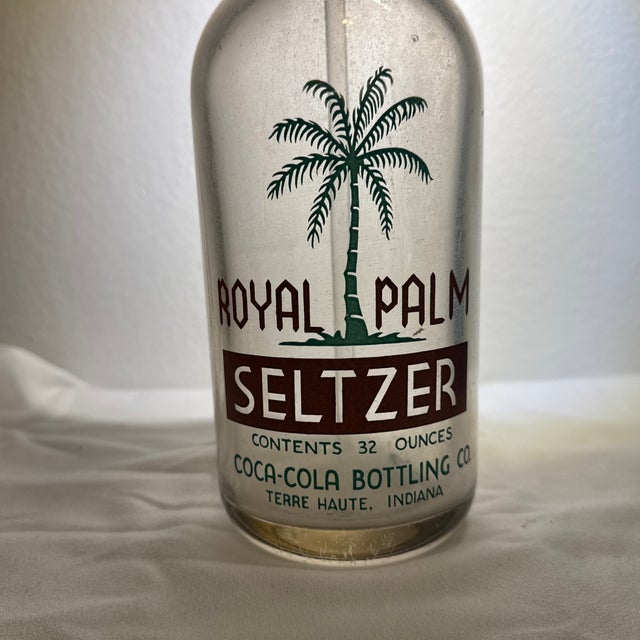 ROYAL PALM
SELTZER
CONTENTS 32 OUNCES
COCA-COLA BOTTLING CO.
TERRE HAUTE, INDIANA